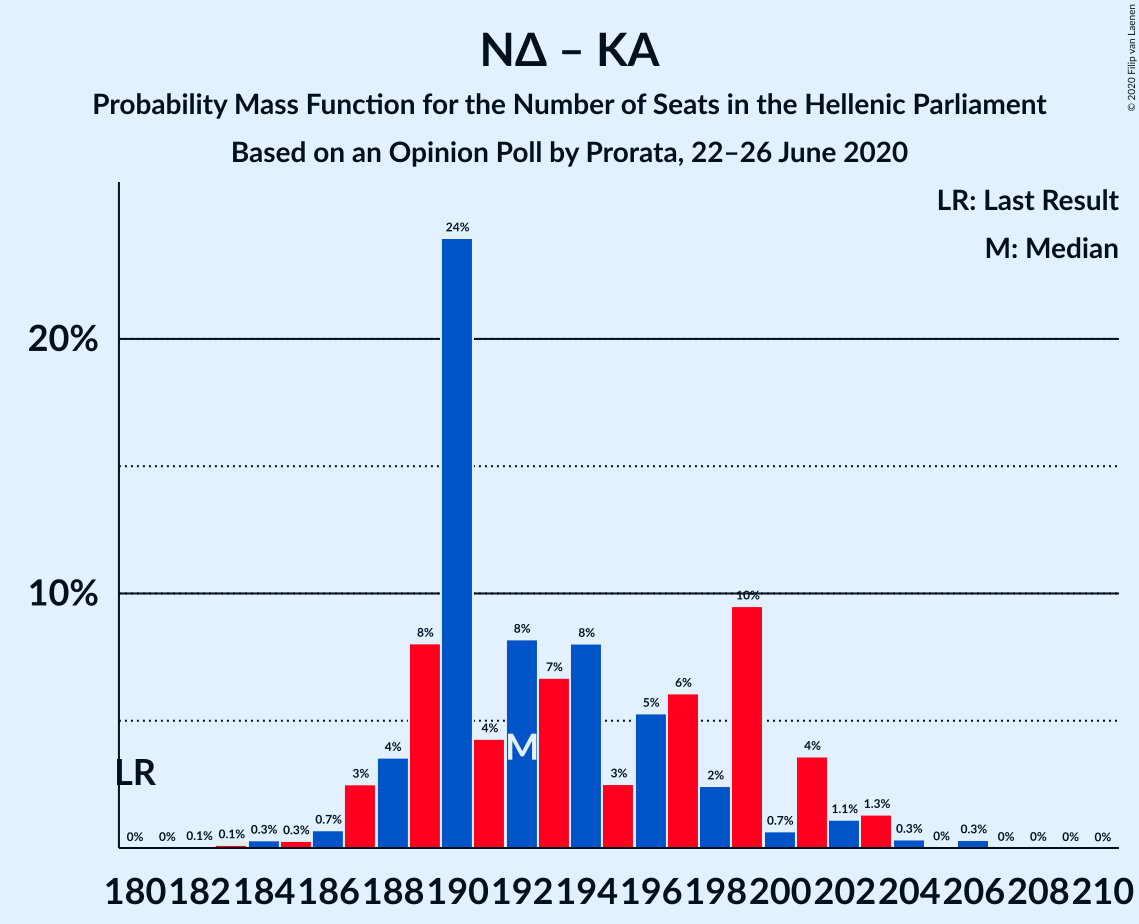 ΝΔ – ΚΑ
Probability Mass Function for the Number of Seats in the Hellenic Parliament
Based on an Opinion Poll by Prorata, 22–26 June 2020
© 2020 Filip van Laenen
LR: Last Result
M: Median
20%
10%
0% 0% 0.1% 0.1% 0.3% 0.3% 0.7% 3% 4% 8% 24% 4% 8% 7% 8% 3% 5% 6% 2% 10% 0.7% 4% 1.1% 1.3% 0.3% 0% 0.3% 0% 0% 0% 0%
LR
M
180 182 184 186 188 190 192 194 196 198 200 202 204 206 208 210